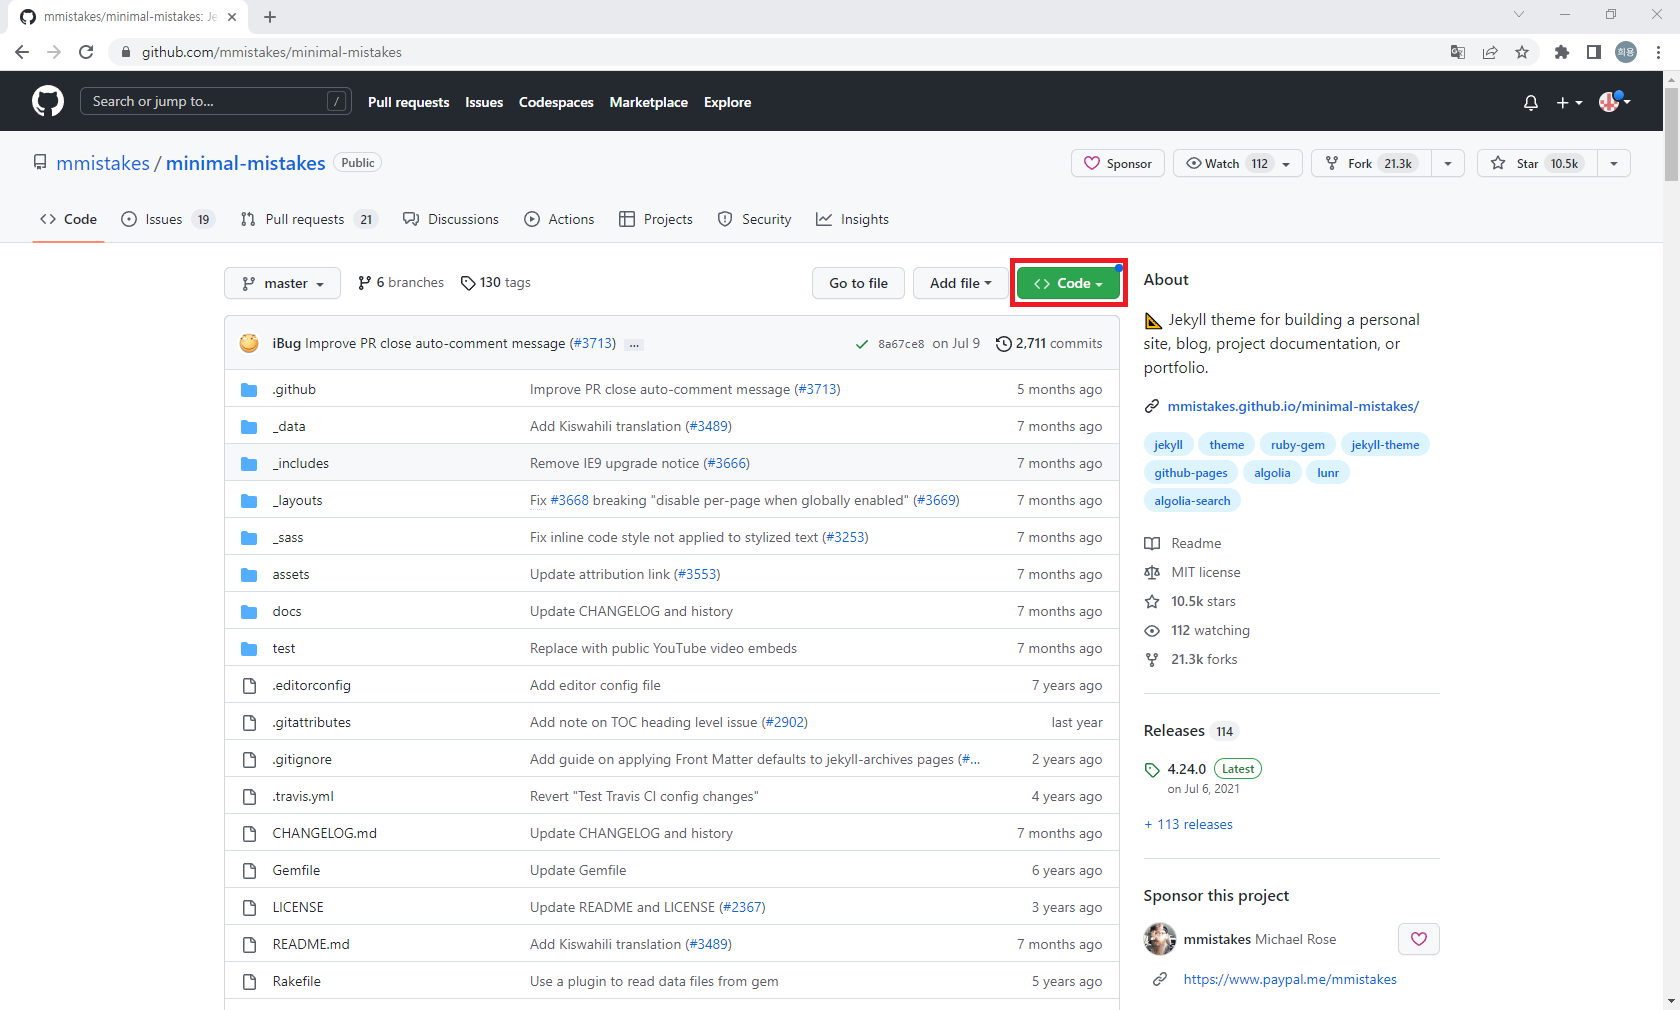 mmistakes/minimal-mistakes: Je
github.com/mmistakes/minimal-mistakes
희용
Search or jump to... /
Pull requests Issues Codespaces Marketplace Explore
mmistakes / minimal-mistakes Public
Sponsor Watch 112 Fork 21.3k Star 10.5k
Code Issues 19 Pull requests 21 Discussions Actions Projects Security Insights
master 6 branches 130 tags Go to file Add file Code
iBug Improve PR close auto-comment message (#3713) ... 8a67ce8 on Jul 9 2,711 commits
.github Improve PR close auto-comment message (#3713) 5 months ago
_data Add Kiswahili translation (#3489) 7 months ago
_includes Remove IE9 upgrade notice (#3666) 7 months ago
_layouts Fix #3668 breaking "disable per-page when globally enabled" (#3669) 7 months ago
_sass Fix inline code style not applied to stylized text (#3253) 7 months ago
assets Update attribution link (#3553) 7 months ago
docs Update CHANGELOG and history 7 months ago
test Replace with public YouTube video embeds 7 months ago
.editorconfig Add editor config file 7 years ago
.gitattributes Add note on TOC heading level issue (#2902) last year
.gitignore Add guide on applying Front Matter defaults to jekyll-archives pages (#... 2 years ago
.travis.yml Revert "Test Travis CI config changes" 4 years ago
CHANGELOG.md Update CHANGELOG and history 7 months ago
Gemfile Update Gemfile 6 years ago
LICENSE Update README and LICENSE (#2367) 3 years ago
README.md Add Kiswahili translation (#3489) 7 months ago
Rakefile Use a plugin to read data files from gem 5 years ago
About
Jekyll theme for building a personal
site, blog, project documentation, or
portfolio.
mmistakes.github.io/minimal-mistakes/
jekyll theme ruby-gem jekyll-theme
github-pages algolia lunr
algolia-search
Readme
MIT license
10.5k stars
112 watching
21.3k forks
Releases 114
4.24.0 Latest
on Jul 6, 2021
+ 113 releases
Sponsor this project
mmistakes Michael Rose
https://www.paypal.me/mmistakes